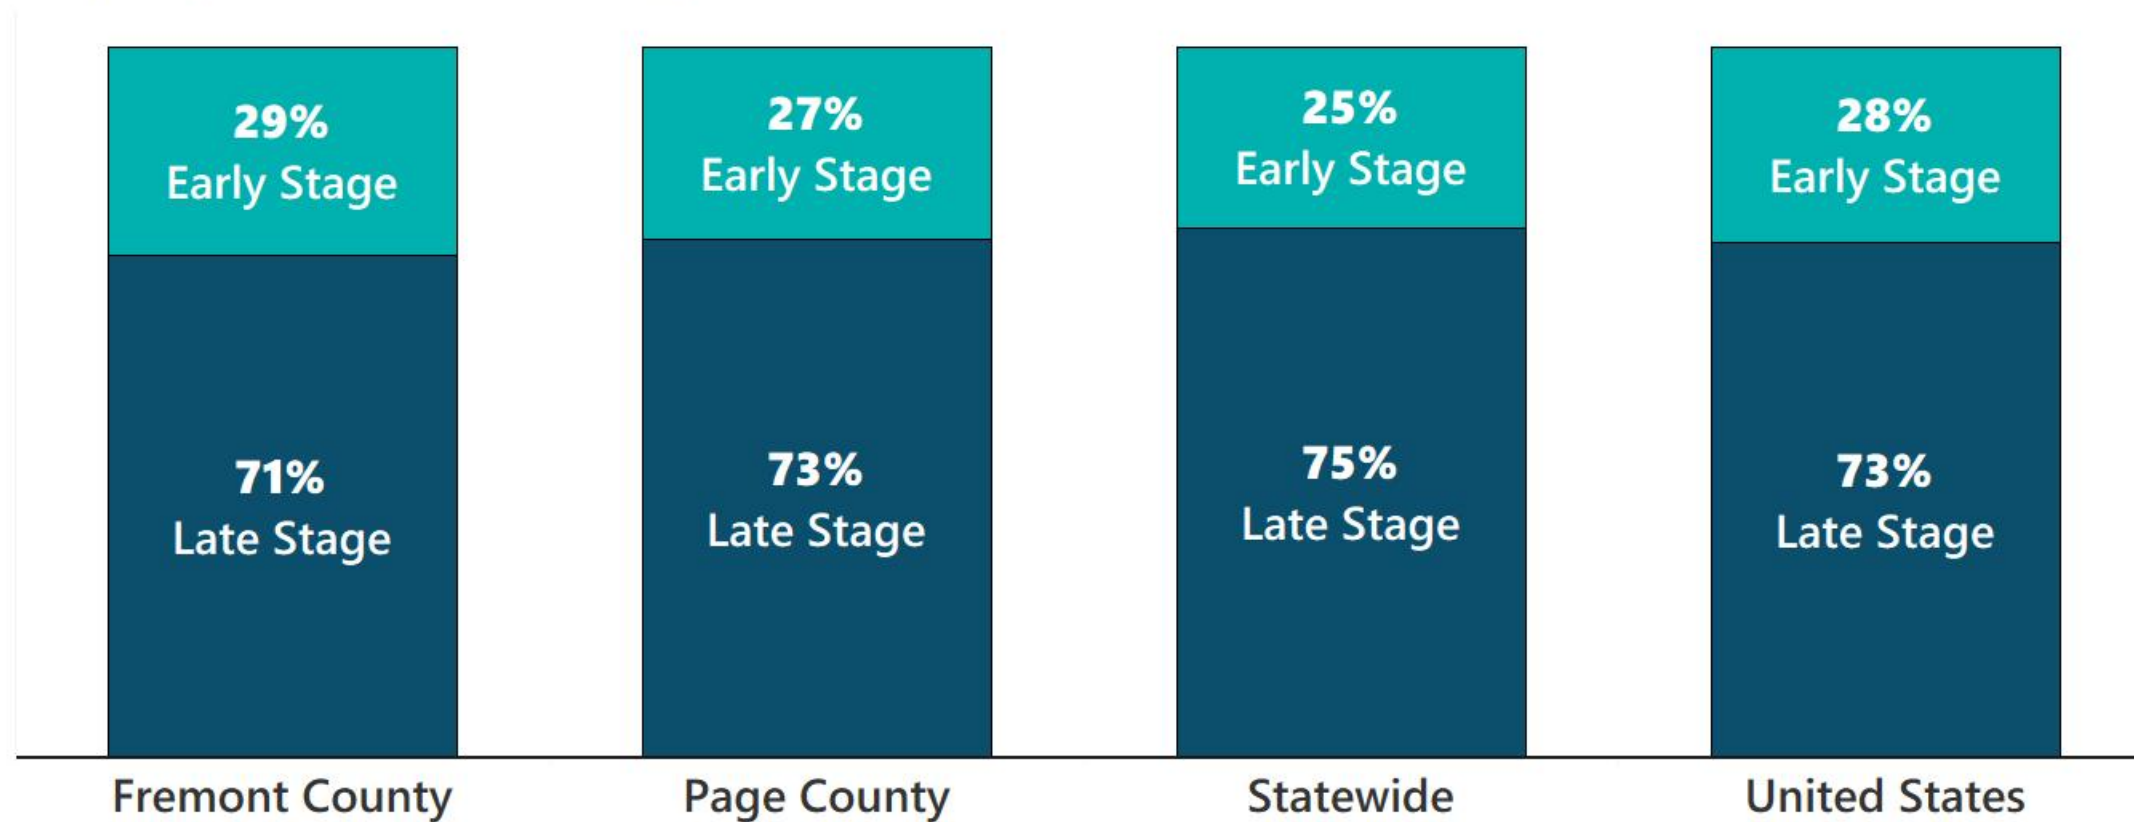 29%
Early Stage
27%
Early Stage
25%
Early Stage
28%
Early Stage
71%
Late Stage
73%
Late Stage
75%
Late Stage
73%
Late Stage
Fremont County
Page County
Statewide
United States